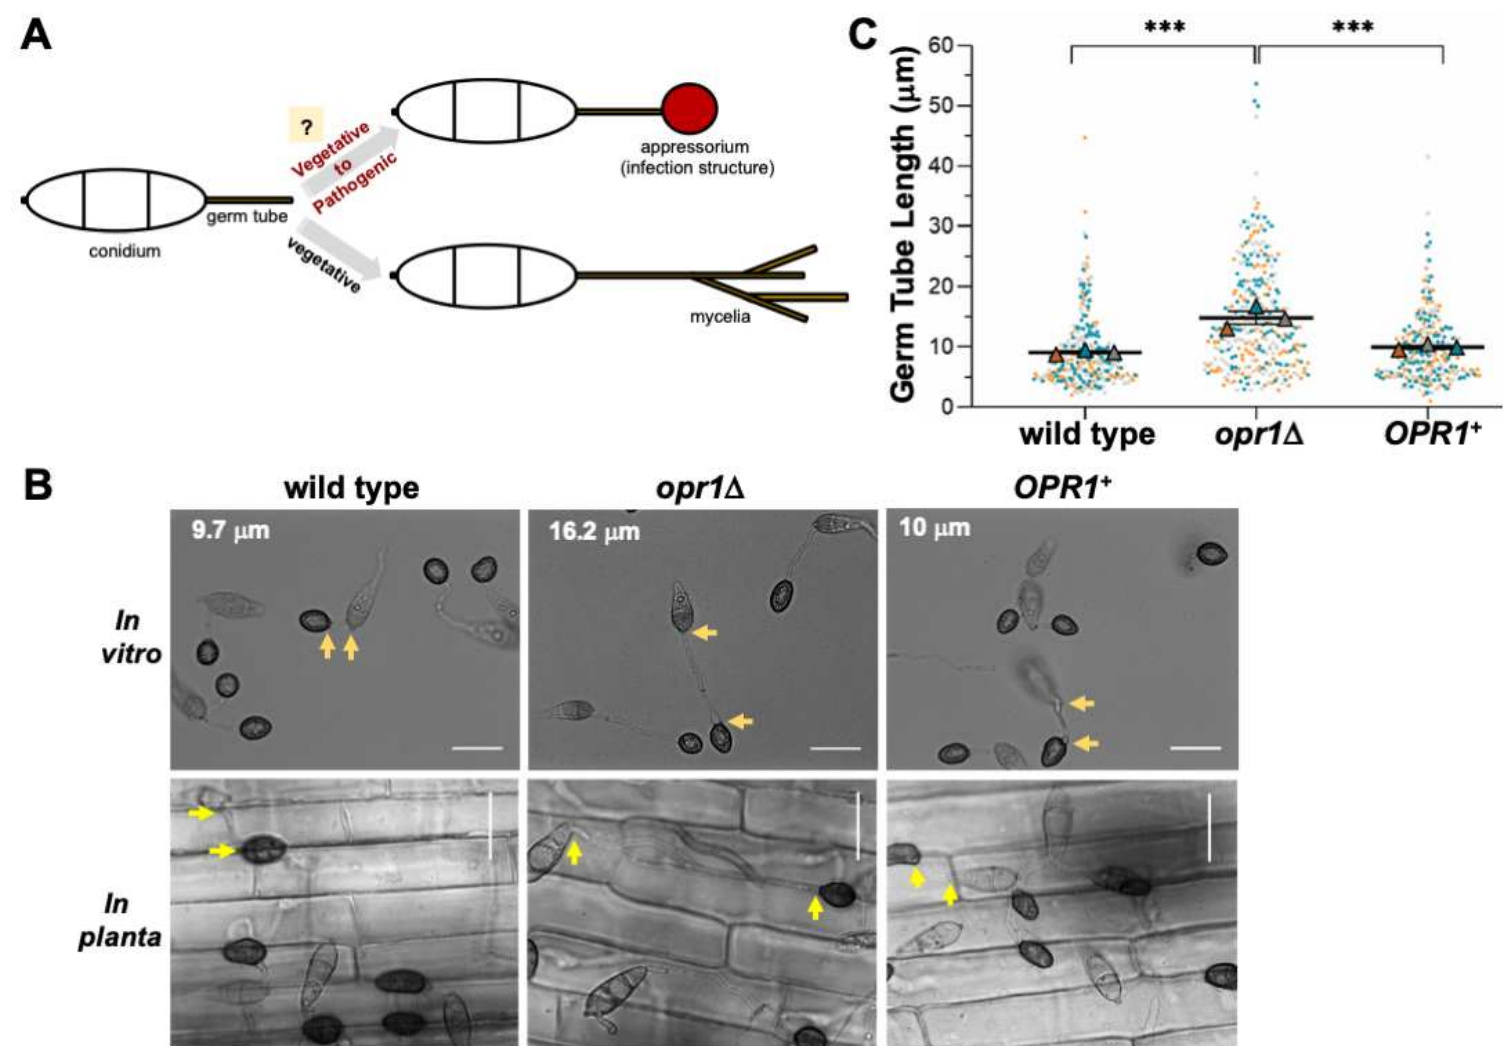 A
?
Vegetative
to
Pathogenic
appressorium
(infection structure)
germ tube
conidium
vegetative
mycelia
C
Germ Tube Length (μm)
60
50
40
30
20
10
0
***
***
wild type
opr1Δ
OPR1+
B
wild type
opr1Δ
OPR1+
9.7 μm
16.2 μm
10 μm
In
vitro
In
planta